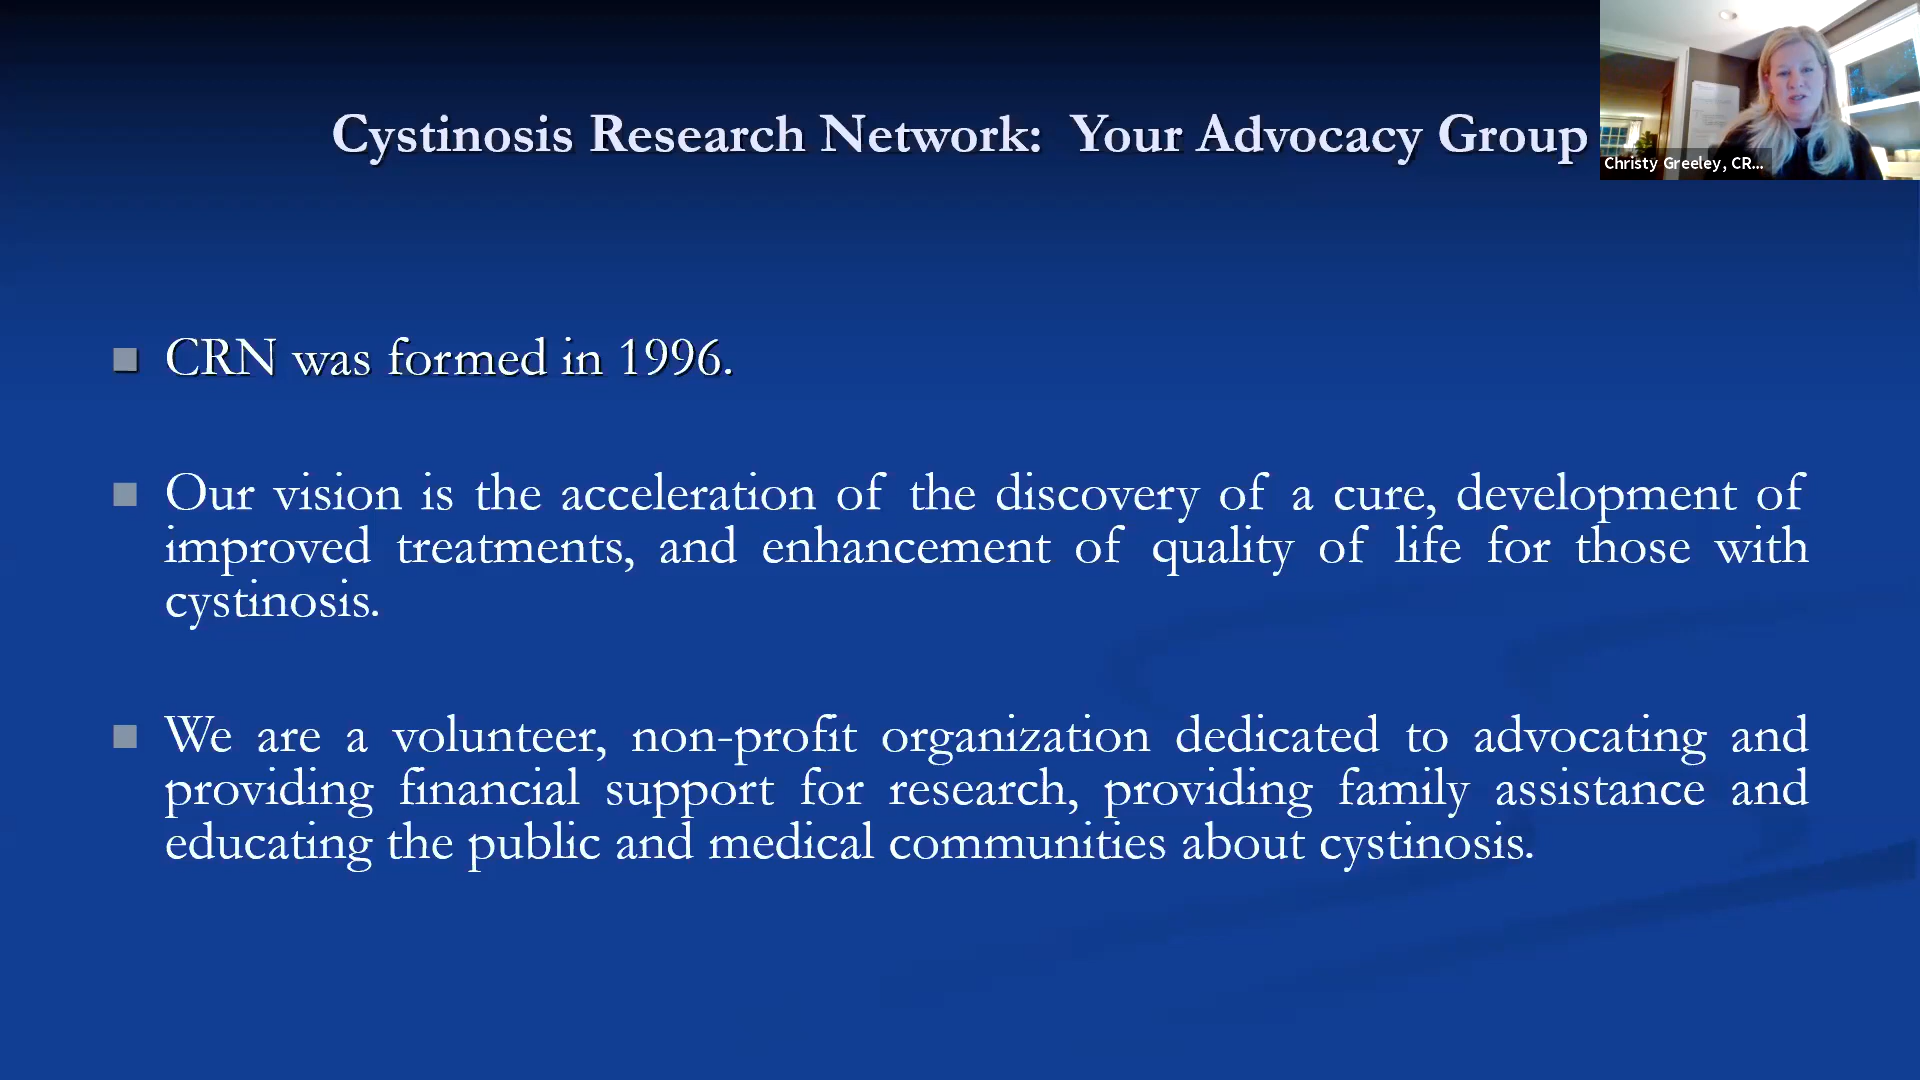 Cystinosis Research Network:  Your Advocacy Group
Christy Greeley, CR...
CRN was formed in 1996.
Our vision is the acceleration of the discovery of a cure, development of
improved treatments, and enhancement of quality of life for those with
cystinosis.
We are a volunteer, non-profit organization dedicated to advocating and
providing financial support for research, providing family assistance and
educating the public and medical communities about cystinosis.